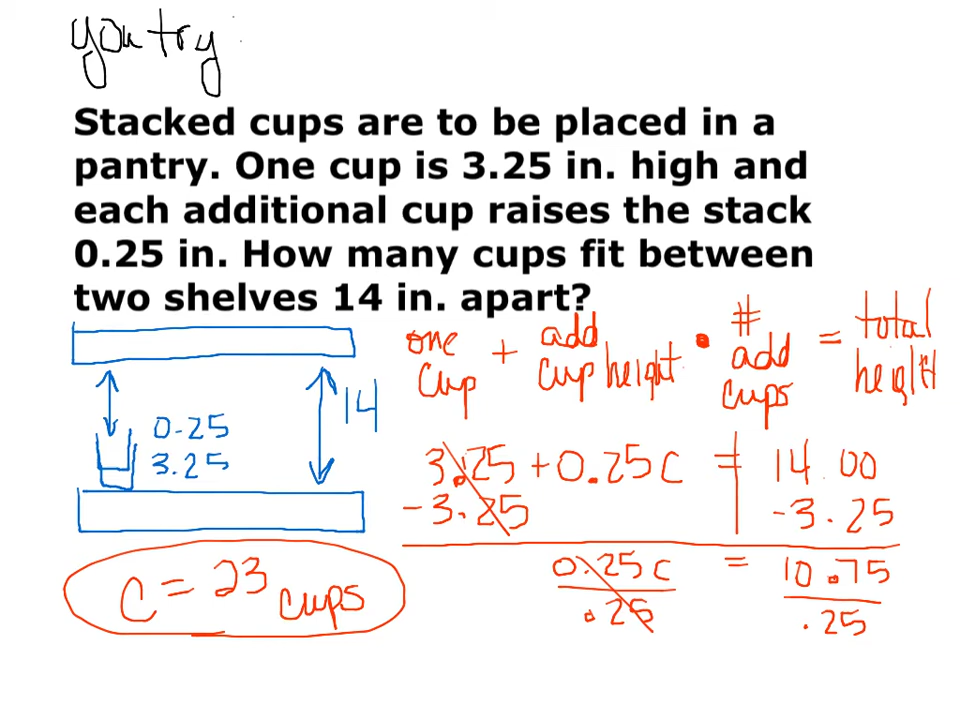 you try
Stacked cups are to be placed in a
pantry. One cup is 3.25 in. high and
each additional cup raises the stack
0.25 in. How many cups fit between
two shelves 14 in. apart?
one cup + add cup height • # add cups = total height
0.25
3.25
14
3.25 + 0.25C = 14.00
-3.25 -3.25
0.25C = 10.75
.25 .25
C = 23 cups